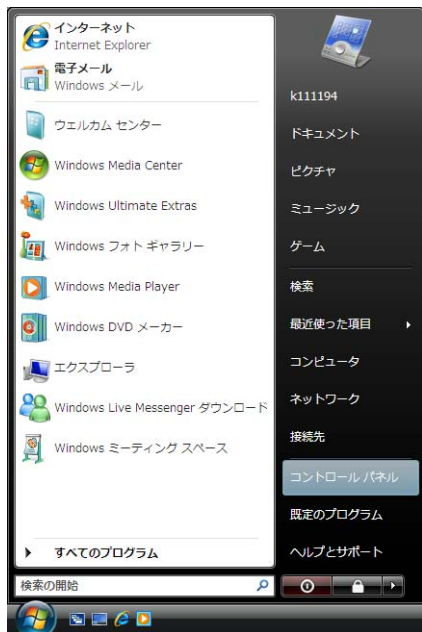 インターネット
Internet Explorer
電子メール
Windows メール
ウェルカム センター
Windows Media Center
Windows Ultimate Extras
Windows フォト ギャラリー
Windows Media Player
Windows DVD メーカー
エクスプローラ
Windows Live Messenger ダウンロード
Windows ミーティング スペース
すべてのプログラム
検索の開始
k111194
ドキュメント
ピクチャ
ミュージック
ゲーム
検索
最近使った項目
コンピュータ
ネットワーク
接続先
コントロール パネル
既定のプログラム
ヘルプとサポート